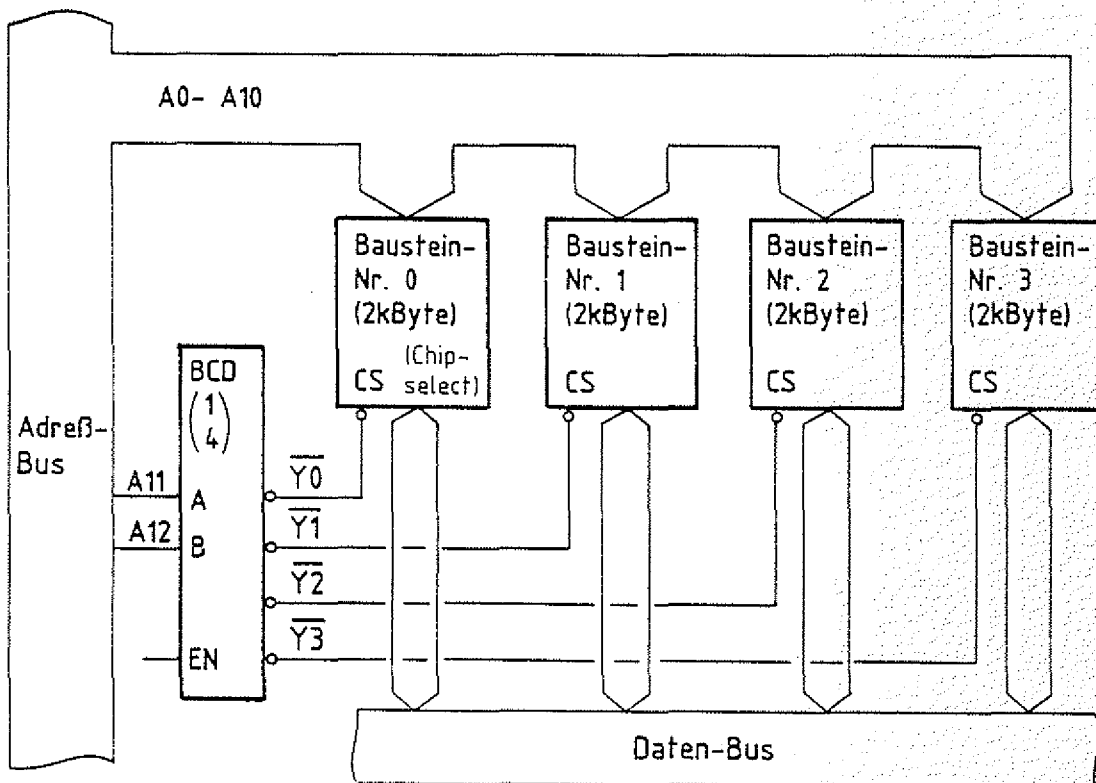 A0- A10
Baustein-
Nr. 0
(2kByte)
(Chip-
select)
CS
Baustein-
Nr. 1
(2kByte)
CS
Baustein-
Nr. 2
(2kByte)
CS
Baustein-
Nr. 3
(2kByte)
CS
Adreß-
Bus
BCD
(1
4)
A11
A
A12
B
EN
Y0
Y1
Y2
Y3
Daten-Bus